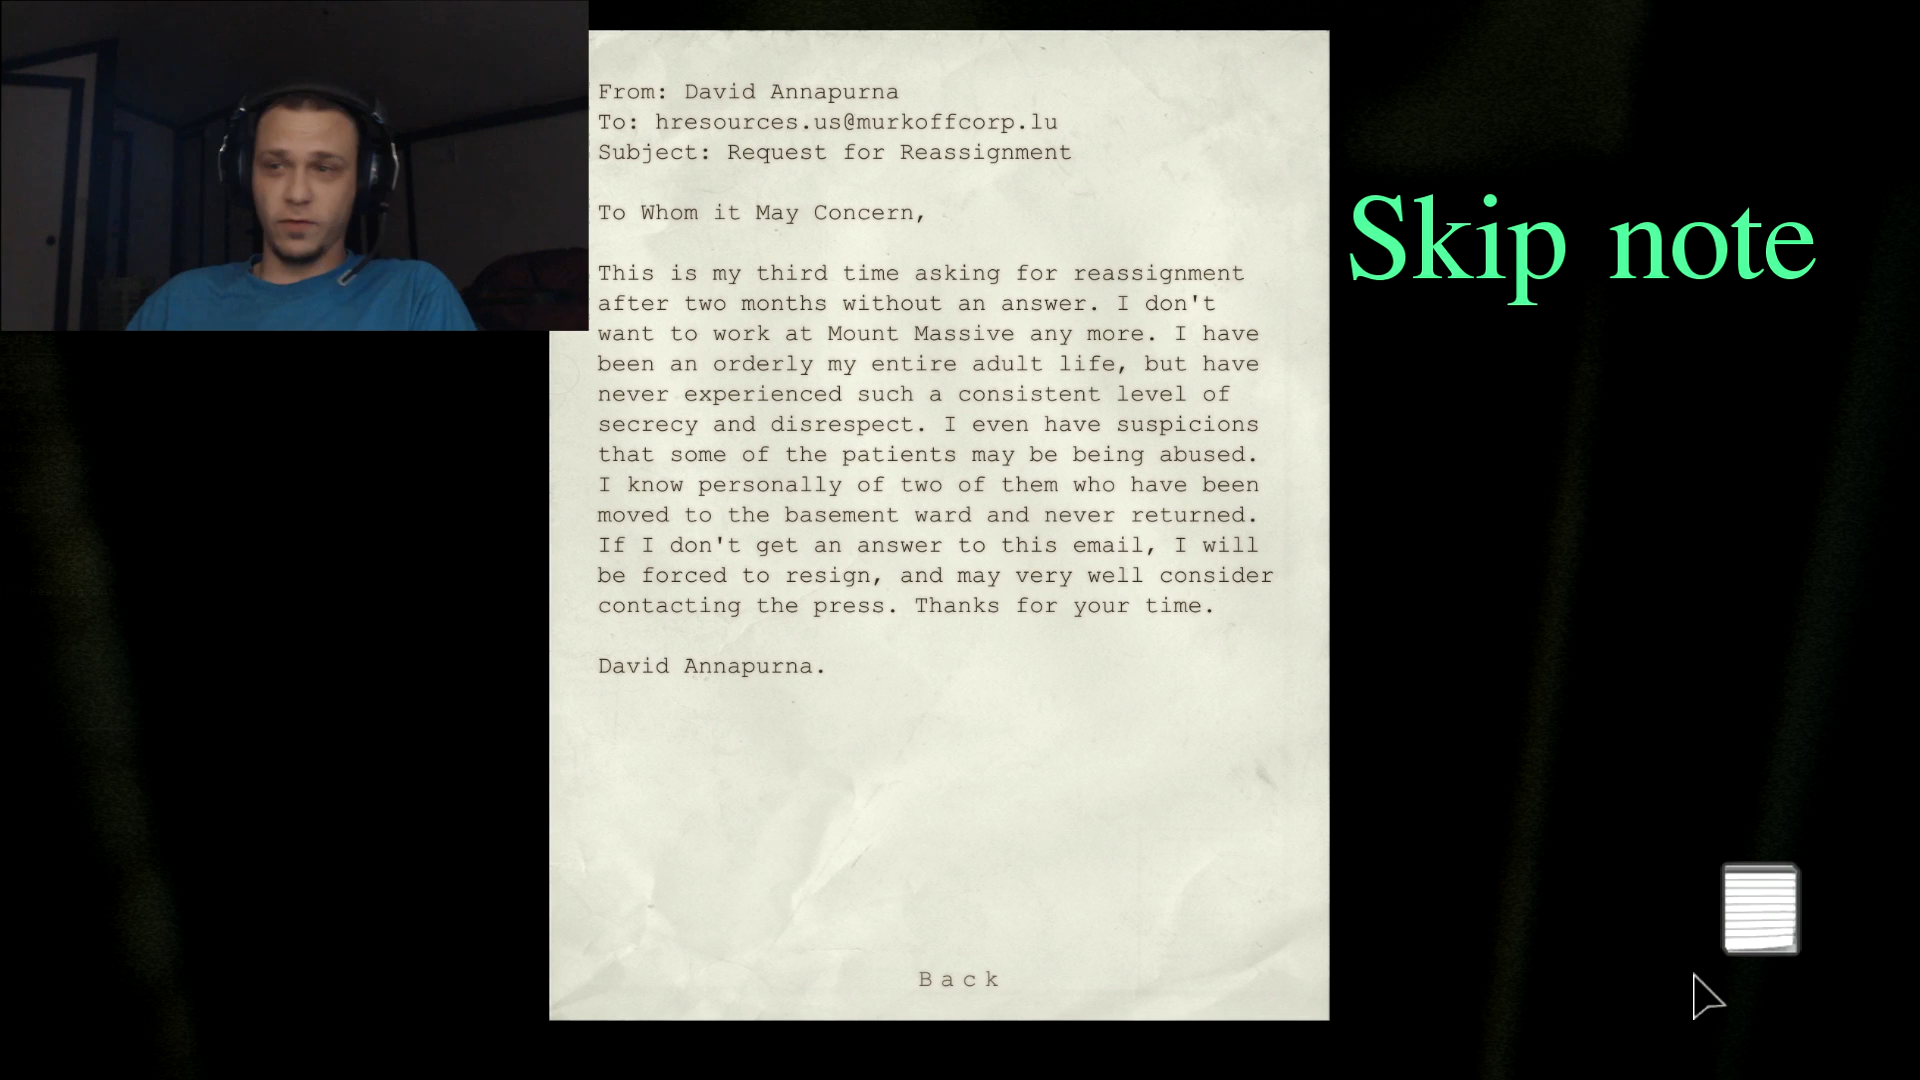 From: David Annapurna
To: hresources.us@murkoffcorp.lu
Subject: Request for Reassignment
To Whom it May Concern,
This is my third time asking for reassignment
after two months without an answer. I don't
want to work at Mount Massive any more. I have
been an orderly my entire adult life, but have
never experienced such a consistent level of
secrecy and disrespect. I even have suspicions
that some of the patients may be being abused.
I know personally of two of them who have been
moved to the basement ward and never returned.
If I don't get an answer to this email, I will
be forced to resign, and may very well consider
contacting the press. Thanks for your time.
David Annapurna.
Back
Skip note